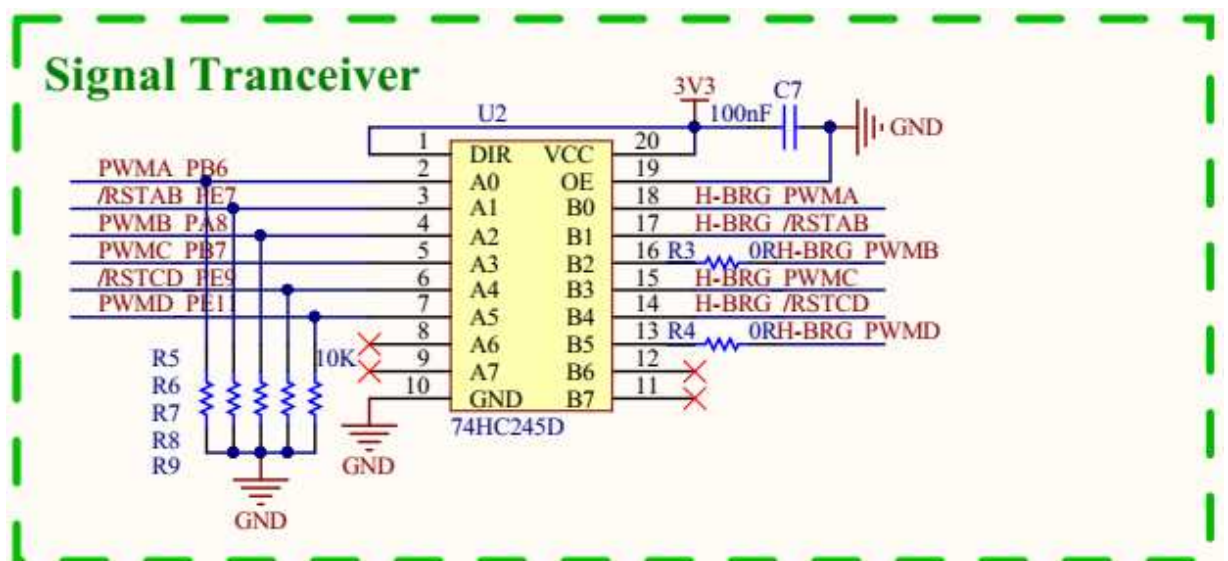 Signal Tranceiver
3V3
C7
U2
100nF
GND
1 DIR VCC 20
PWMA PB6 2 A0 OE 19
/RSTAB PE7 3 A1 B0 18 H-BRG PWMA
PWMB PA8 4 A2 B1 17 H-BRG /RSTAB
PWMC PB7 5 A3 B2 16 R3 0R H-BRG PWMB
/RSTCD PE9 6 A4 B3 15 H-BRG PWMC
PWMD PE11 7 A5 B4 14 H-BRG /RSTCD
8 A6 B5 13 R4 0R H-BRG PWMD
R5 10K 9 A7 B6 12
R6 10 GND B7 11
R7 74HC245D
R8
R9 GND
GND